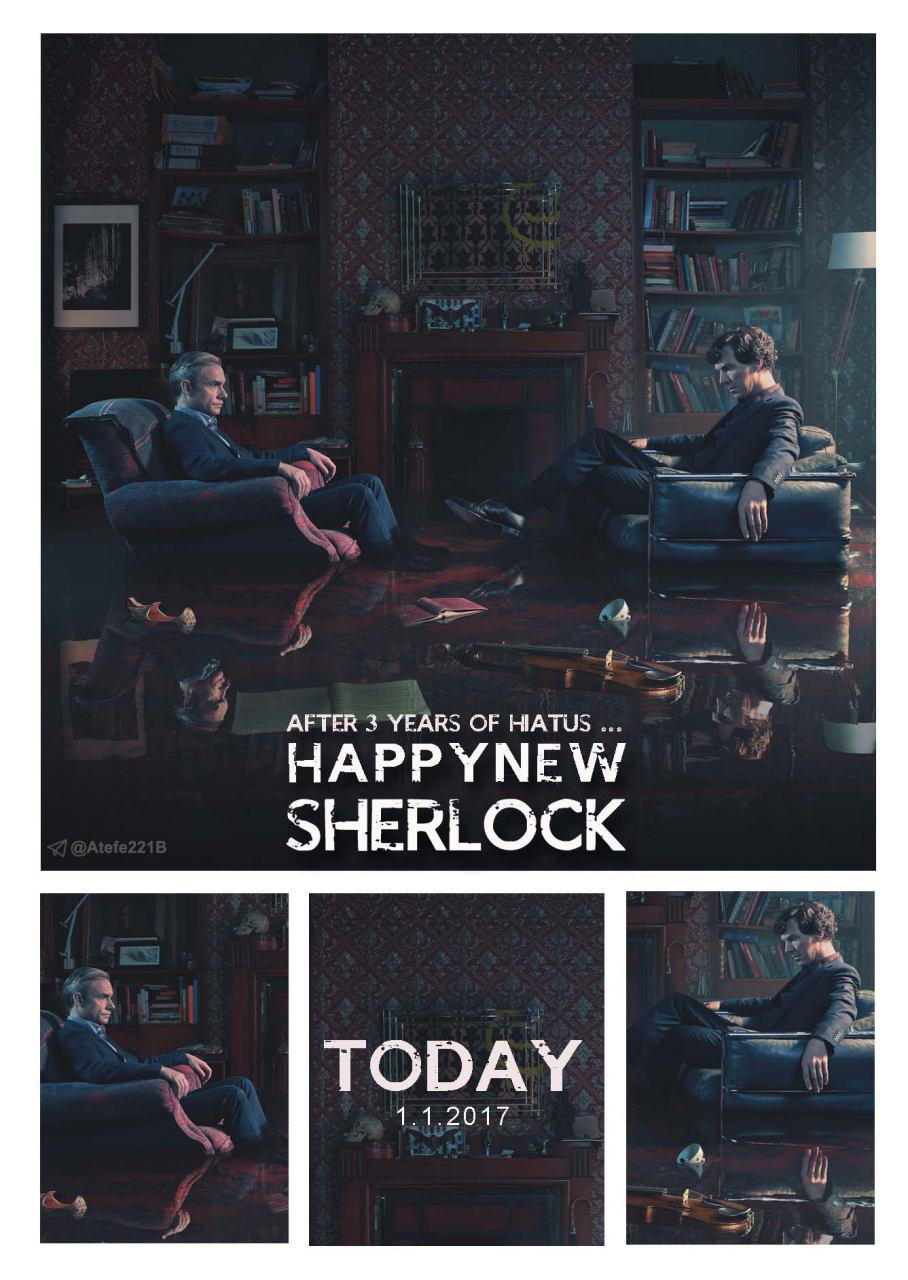 AFTER 3 YEARS OF HIATUS ...
HAPPYNEW
SHERLOCK
@Atefe221B
TODAY
1.1.2017